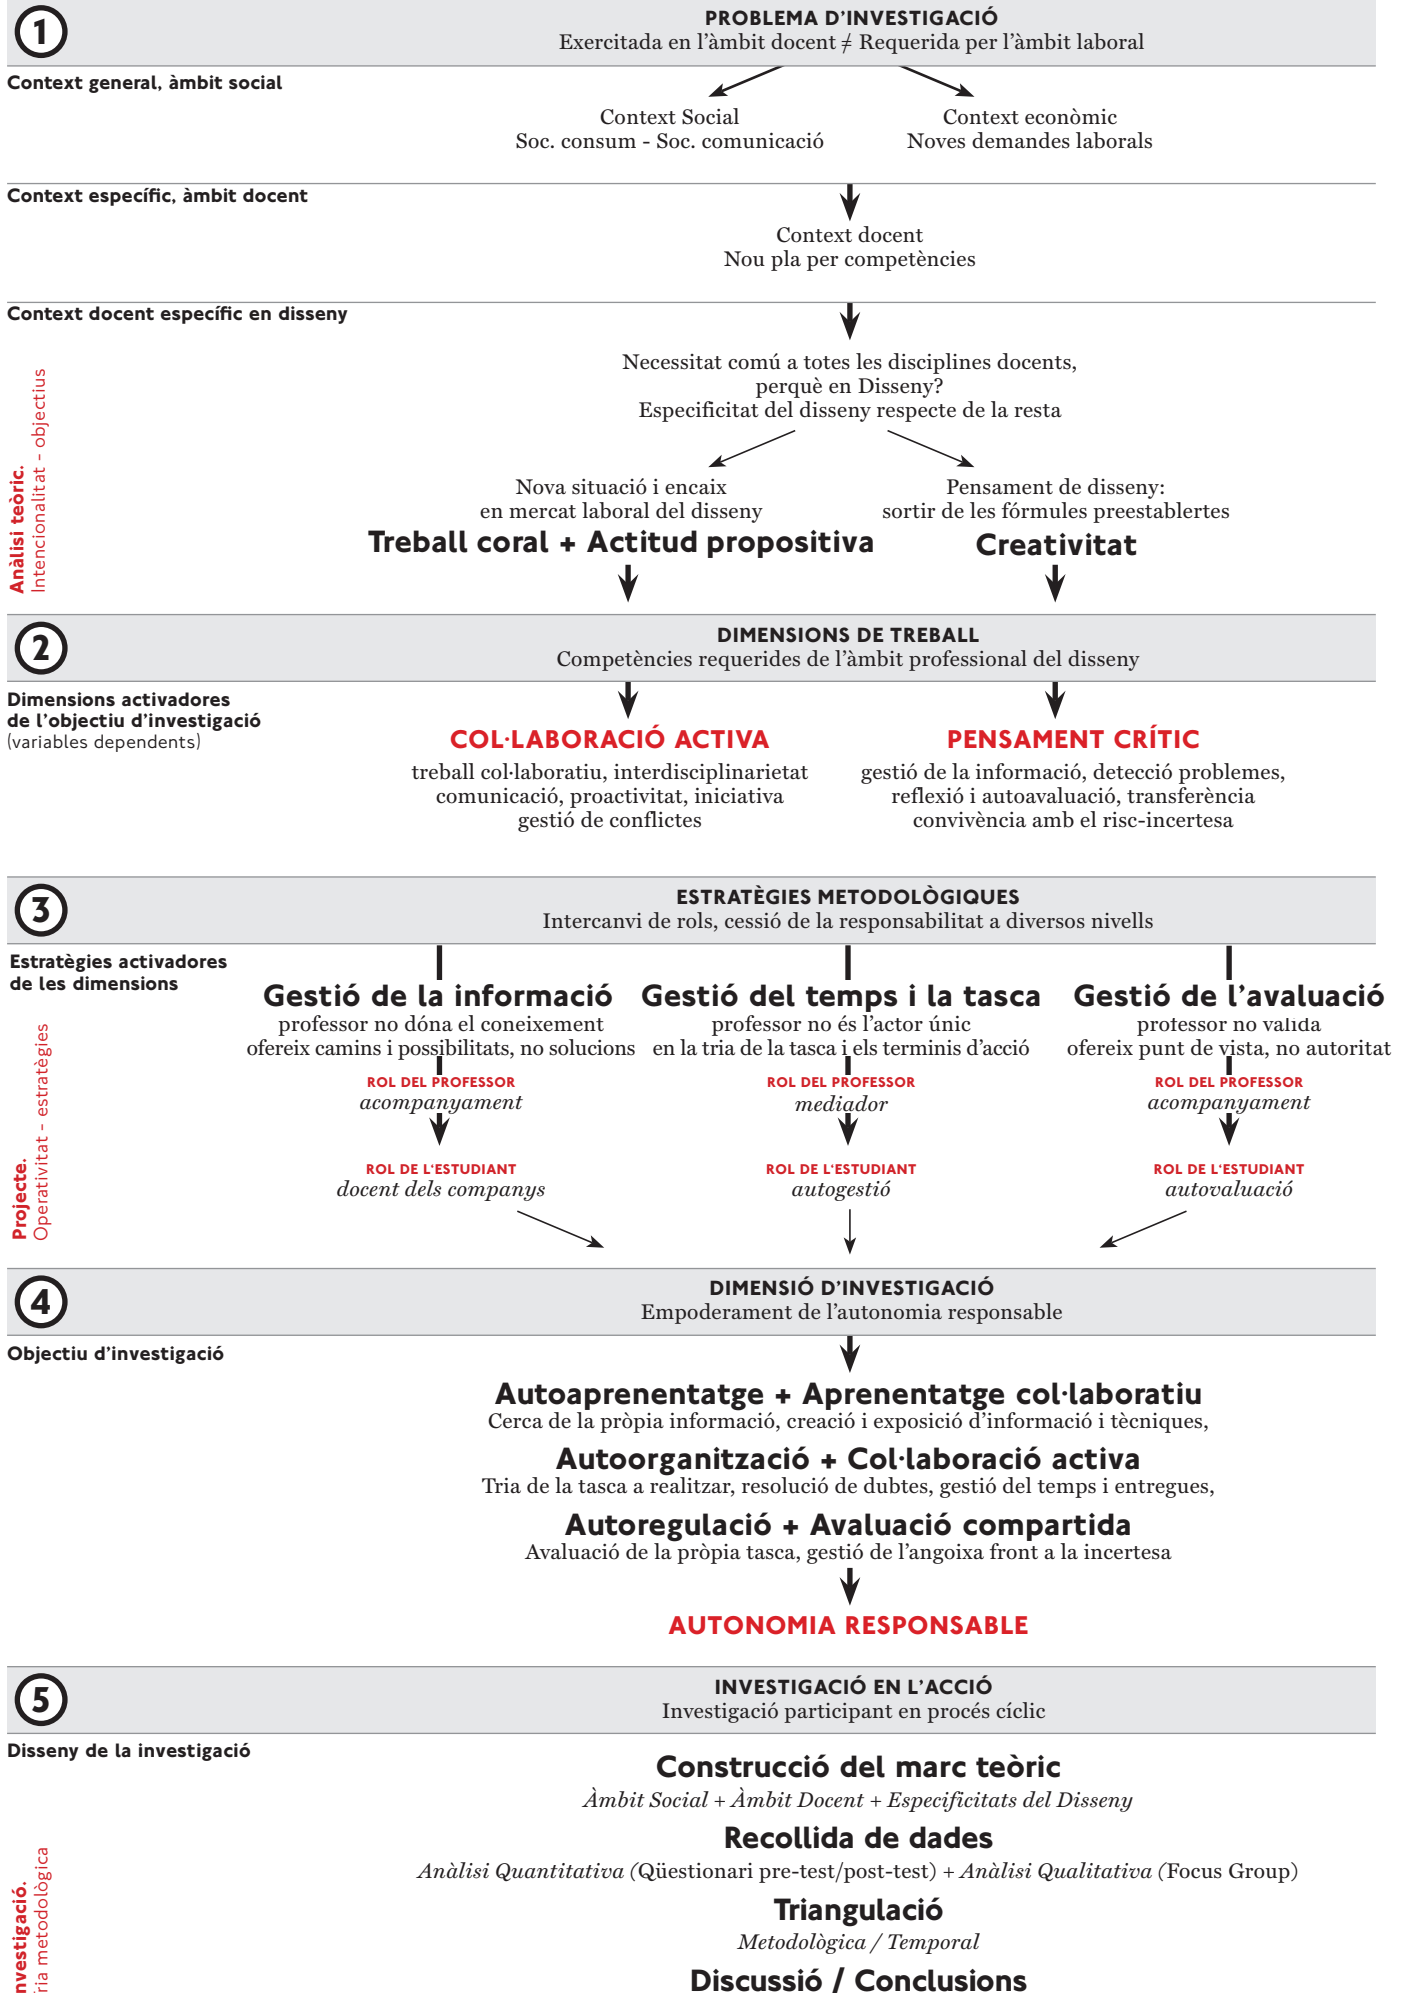 1
PROBLEMA D’INVESTIGACIÓ
Exercitada en l’àmbit docent ≠ Requerida per l’àmbit laboral
Context general, àmbit social
Context Social
Soc. consum - Soc. comunicació
Context econòmic
Noves demandes laborals
Context específic, àmbit docent
Context docent
Nou pla per competències
Context docent específic en disseny
Necessitat comú a totes les disciplines docents,
perquè en Disseny?
Especificitat del disseny respecte de la resta
Anàlisi teòric.
Intencionalitat - objectius
Nova situació i encaix
en mercat laboral del disseny
Treball coral + Actitud propositiva
Pensament de disseny:
sortir de les fórmules preestablertes
Creativitat
2
DIMENSIONS DE TREBALL
Competències requerides de l’àmbit professional del disseny
Dimensions activadores
de l’objectiu d’investigació
(variables dependents)
COL·LABORACIÓ ACTIVA
treball col·laboratiu, interdisciplinarietat
comunicació, proactivitat, iniciativa
gestió de conflictes
PENSAMENT CRÍTIC
gestió de la informació, detecció problemes,
reflexió i autoavaluació, transferència
convivència amb el risc-incertesa
3
ESTRATÈGIES METODOLÒGIQUES
Intercanvi de rols, cessió de la responsabilitat a diversos nivells
Estratègies activadores
de les dimensions
Projecte.
Operativitat - estratègies
Gestió de la informació
professor no dóna el coneixement
ofereix camins i possibilitats, no solucions
ROL DEL PROFESSOR
acompanyament
ROL DE L‘ESTUDIANT
docent dels companys
Gestió del temps i la tasca
professor no és l’actor únic
en la tria de la tasca i els terminis d’acció
ROL DEL PROFESSOR
mediador
ROL DE L‘ESTUDIANT
autogestió
Gestió de l’avaluació
professor no valida
ofereix punt de vista, no autoritat
ROL DEL PROFESSOR
acompanyament
ROL DE L‘ESTUDIANT
autovaluació
4
DIMENSIÓ D’INVESTIGACIÓ
Empoderament de l’autonomia responsable
Objectiu d’investigació
Autoaprenentatge + Aprenentatge col·laboratiu
Cerca de la pròpia informació, creació i exposició d’informació i tècniques,
Autoorganització + Col·laboració activa
Tria de la tasca a realitzar, resolució de dubtes, gestió del temps i entregues,
Autoregulació + Avaluació compartida
Avaluació de la pròpia tasca, gestió de l’angoixa front a la incertesa
AUTONOMIA RESPONSABLE
5
INVESTIGACIÓ EN L’ACCIÓ
Investigació participant en procés cíclic
Disseny de la investigació
nvestigació.
ria metodològica
Construcció del marc teòric
Àmbit Social + Àmbit Docent + Especificitats del Disseny
Recollida de dades
Anàlisi Quantitativa (Qüestionari pre-test/post-test) + Anàlisi Qualitativa (Focus Group)
Triangulació
Metodològica / Temporal
Discussió / Conclusions